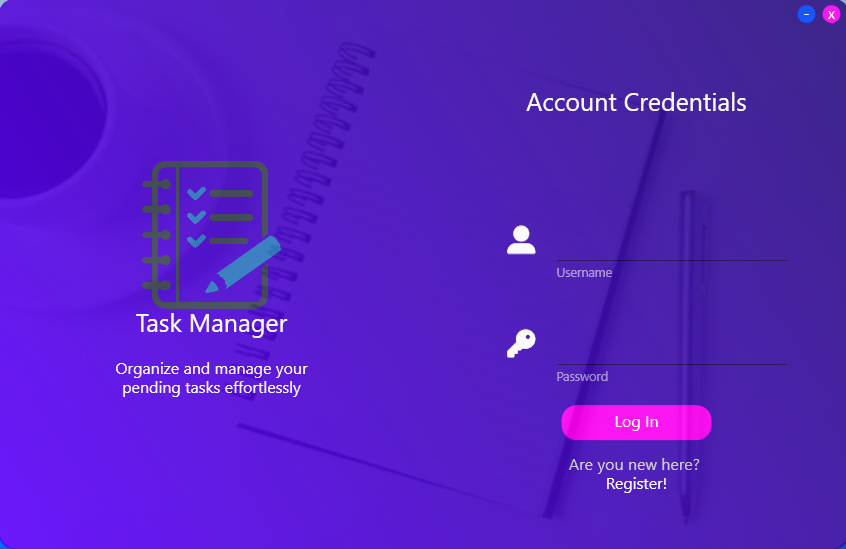 - X
Account Credentials
Username
Task Manager
Password
Organize and manage your
pending tasks effortlessly
Log In
Are you new here?
Register!